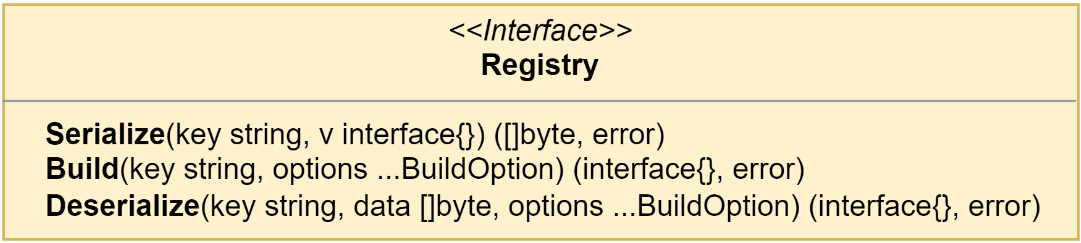 <<Interface>>
Registry
Serialize(key string, v interface{}) ([]byte, error)
Build(key string, options ...BuildOption) (interface{}, error)
Deserialize(key string, data []byte, options ...BuildOption) (interface{}, error)